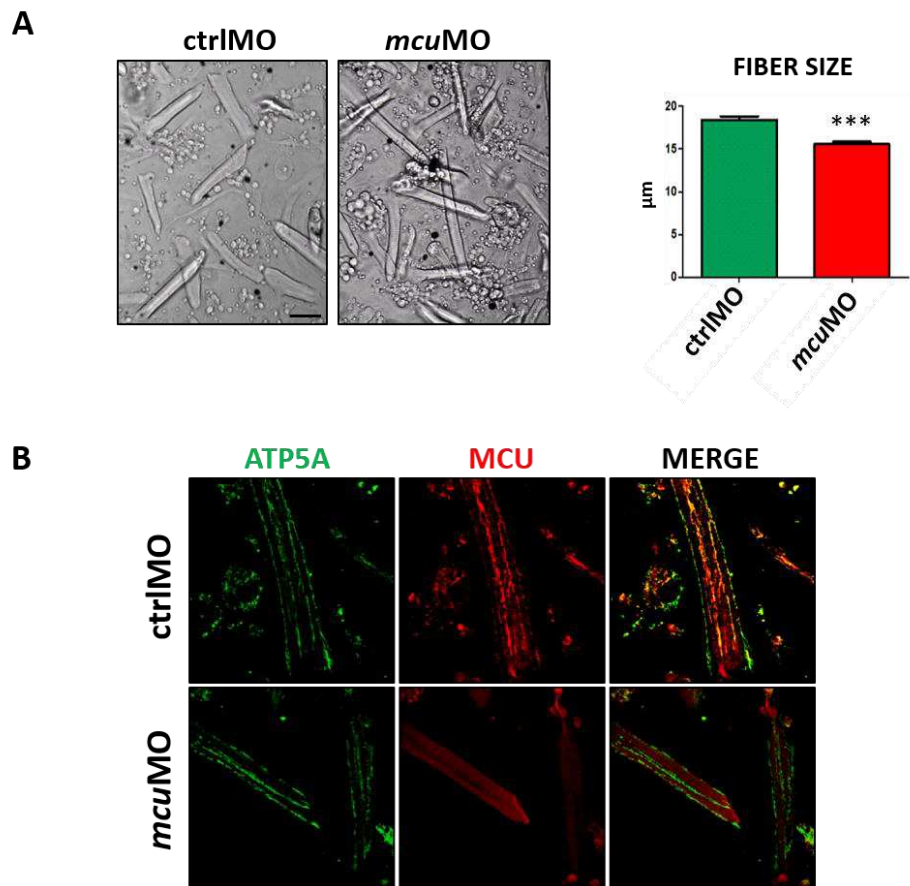 A
ctrlMO
mcuMO
FIBER SIZE
20
15
10
5
0
µm
***
ctrlMO
mcuMO
B
ATP5A
MCU
MERGE
ctrlMO
mcuMO